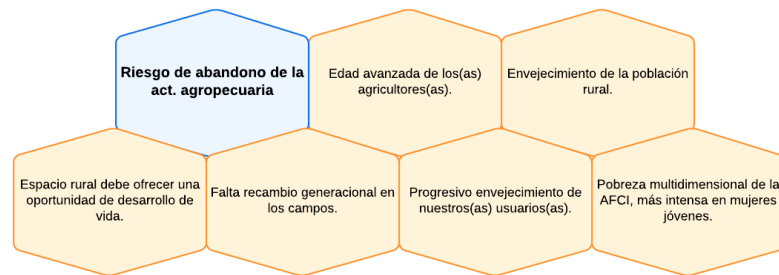 Riesgo de abandono de la
act. agropecuaria
Edad avanzada de los(as)
agricultores(as).
Envejecimiento de la población
rural.
Espacio rural debe ofrecer una
oportunidad de desarrollo de
vida.
Falta recambio generacional en
los campos.
Progresivo envejecimiento de
nuestros(as) usuarios(as).
Pobreza multidimensional de la
AFCI, más intensa en mujeres
jóvenes.